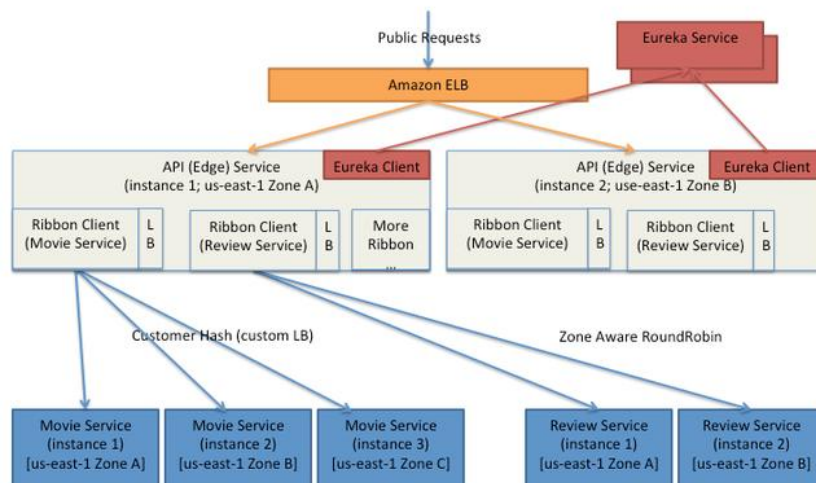 Public Requests
Eureka Service
Amazon ELB
API (Edge) Service
(instance 1; us-east-1 Zone A)
Eureka Client
API (Edge) Service
(instance 2; use-east-1 Zone B)
Eureka Client
Ribbon Client
(Movie Service)
L
B
Ribbon Client
(Review Service)
L
B
More
Ribbon
...
Ribbon Client
(Movie Service)
L
B
Ribbon Client
(Review Service)
L
B
Customer Hash (custom LB)
Zone Aware RoundRobin
Movie Service
(instance 1)
[us-east-1 Zone A]
Movie Service
(instance 2)
[us-east-1 Zone B]
Movie Service
(instance 3)
[us-east-1 Zone C]
Review Service
(instance 1)
[us-east-1 Zone A]
Review Service
(instance 2)
[us-east-1 Zone B]